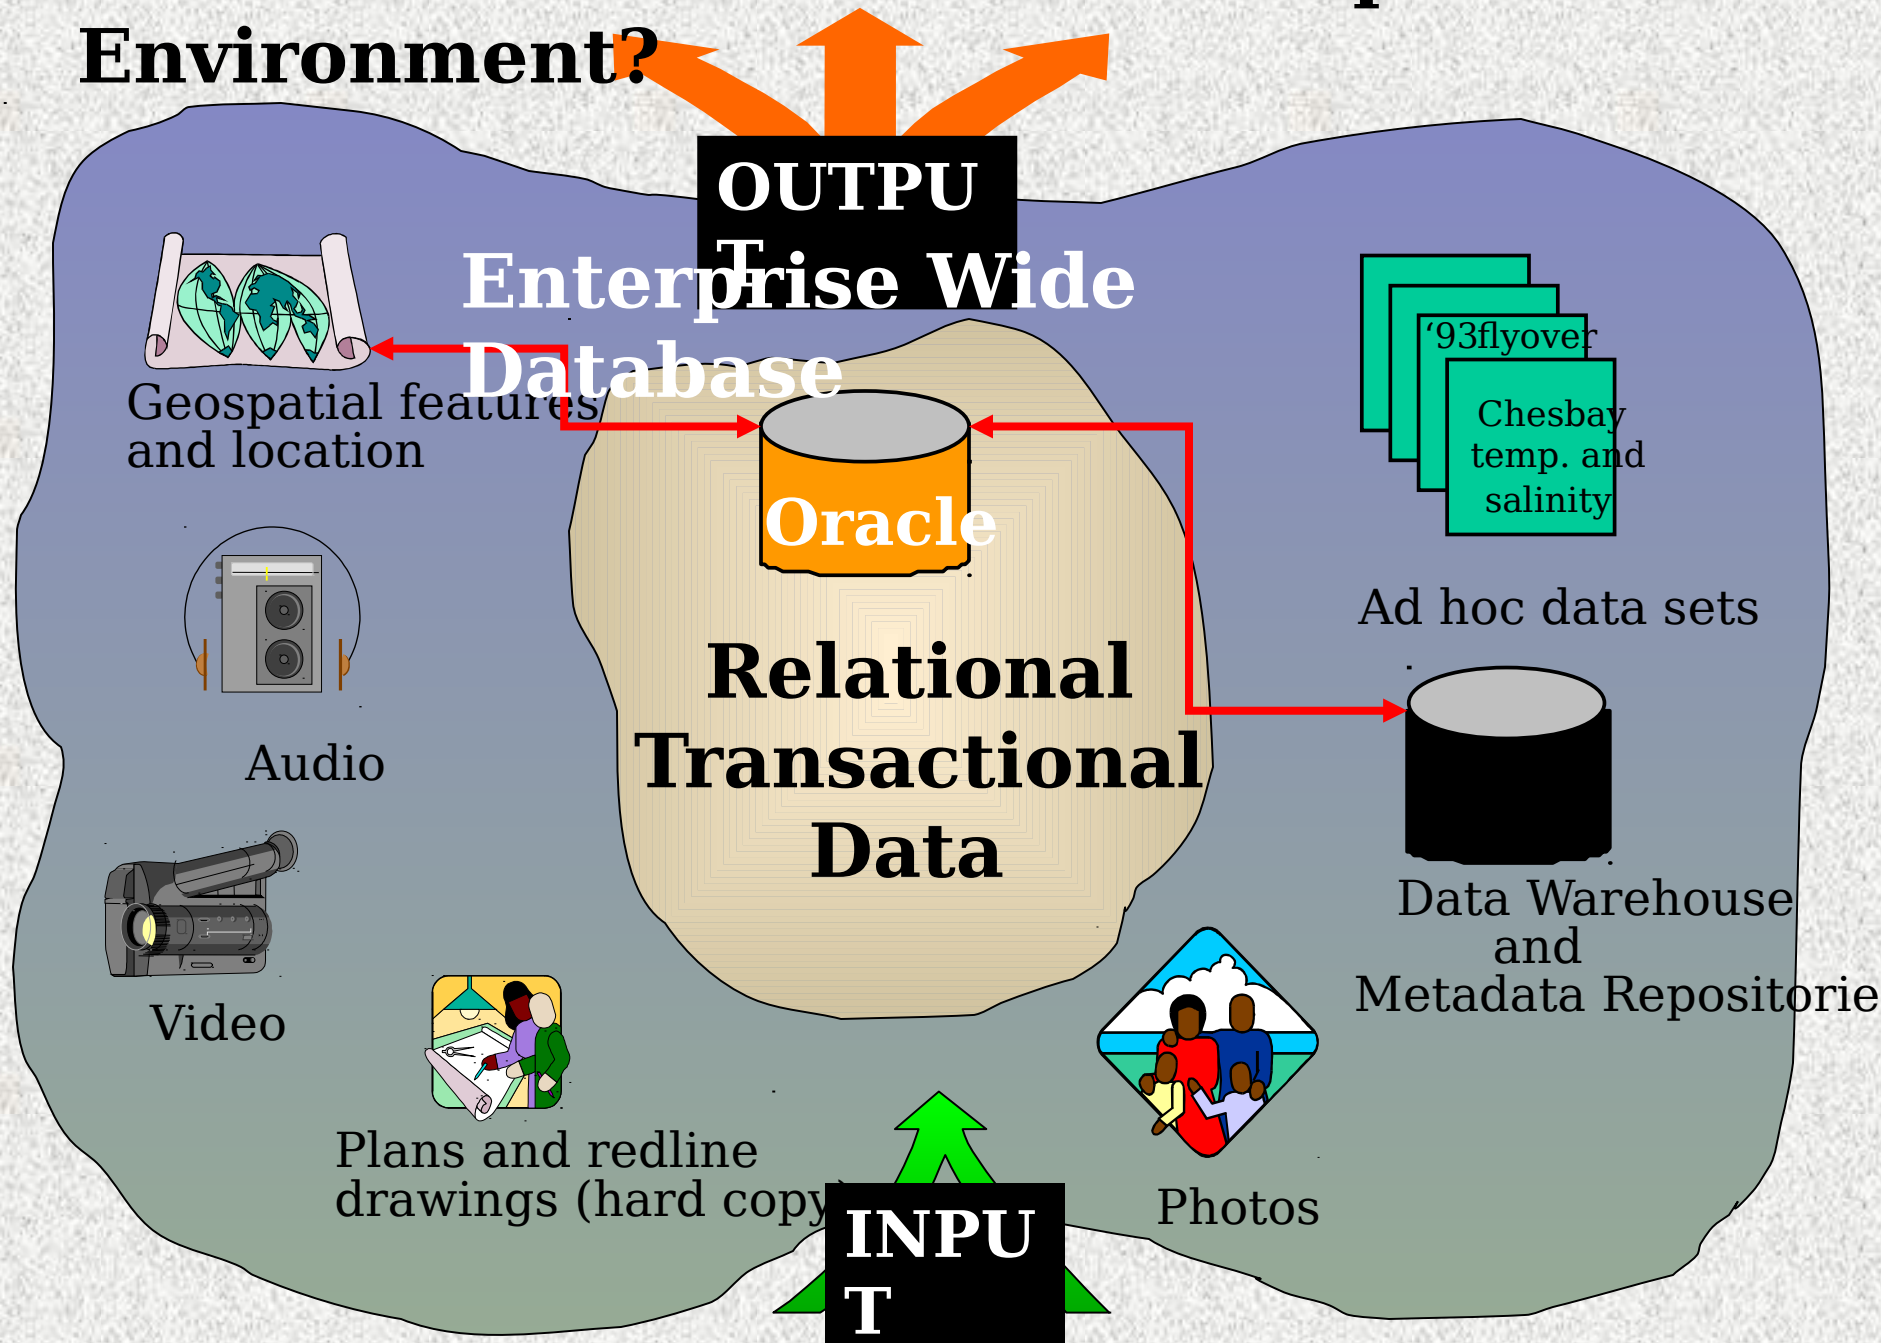 Environment?
OUTPU
T
Enterprise Wide
Database
‘93flyover
Chesbay
temp. and
salinity
Geospatial features
and location
Oracle
Ad hoc data sets
Relational
Transactional
Data
Audio
Data Warehouse
and
Metadata Repositorie
Video
Plans and redline
drawings (hard copy)
Photos
INPU
T